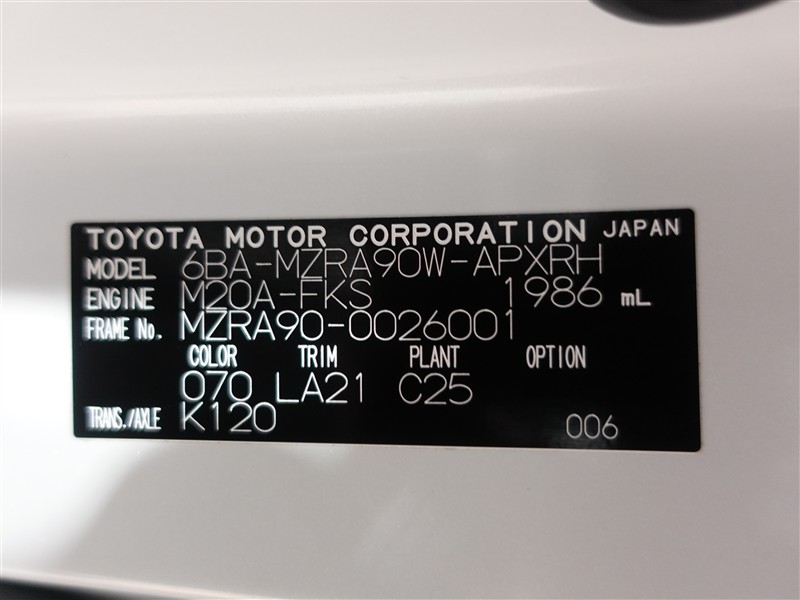 TOYOTA MOTOR CORPORATION JAPAN
MODEL 6BA-MZRA90W-APXRH
ENGINE M20A-FKS 1986 mL
FRAME No. MZRA90-0026001
COLOR TRIM PLANT OPTION
070 LA21 C25
TRANS./AXLE K120 006